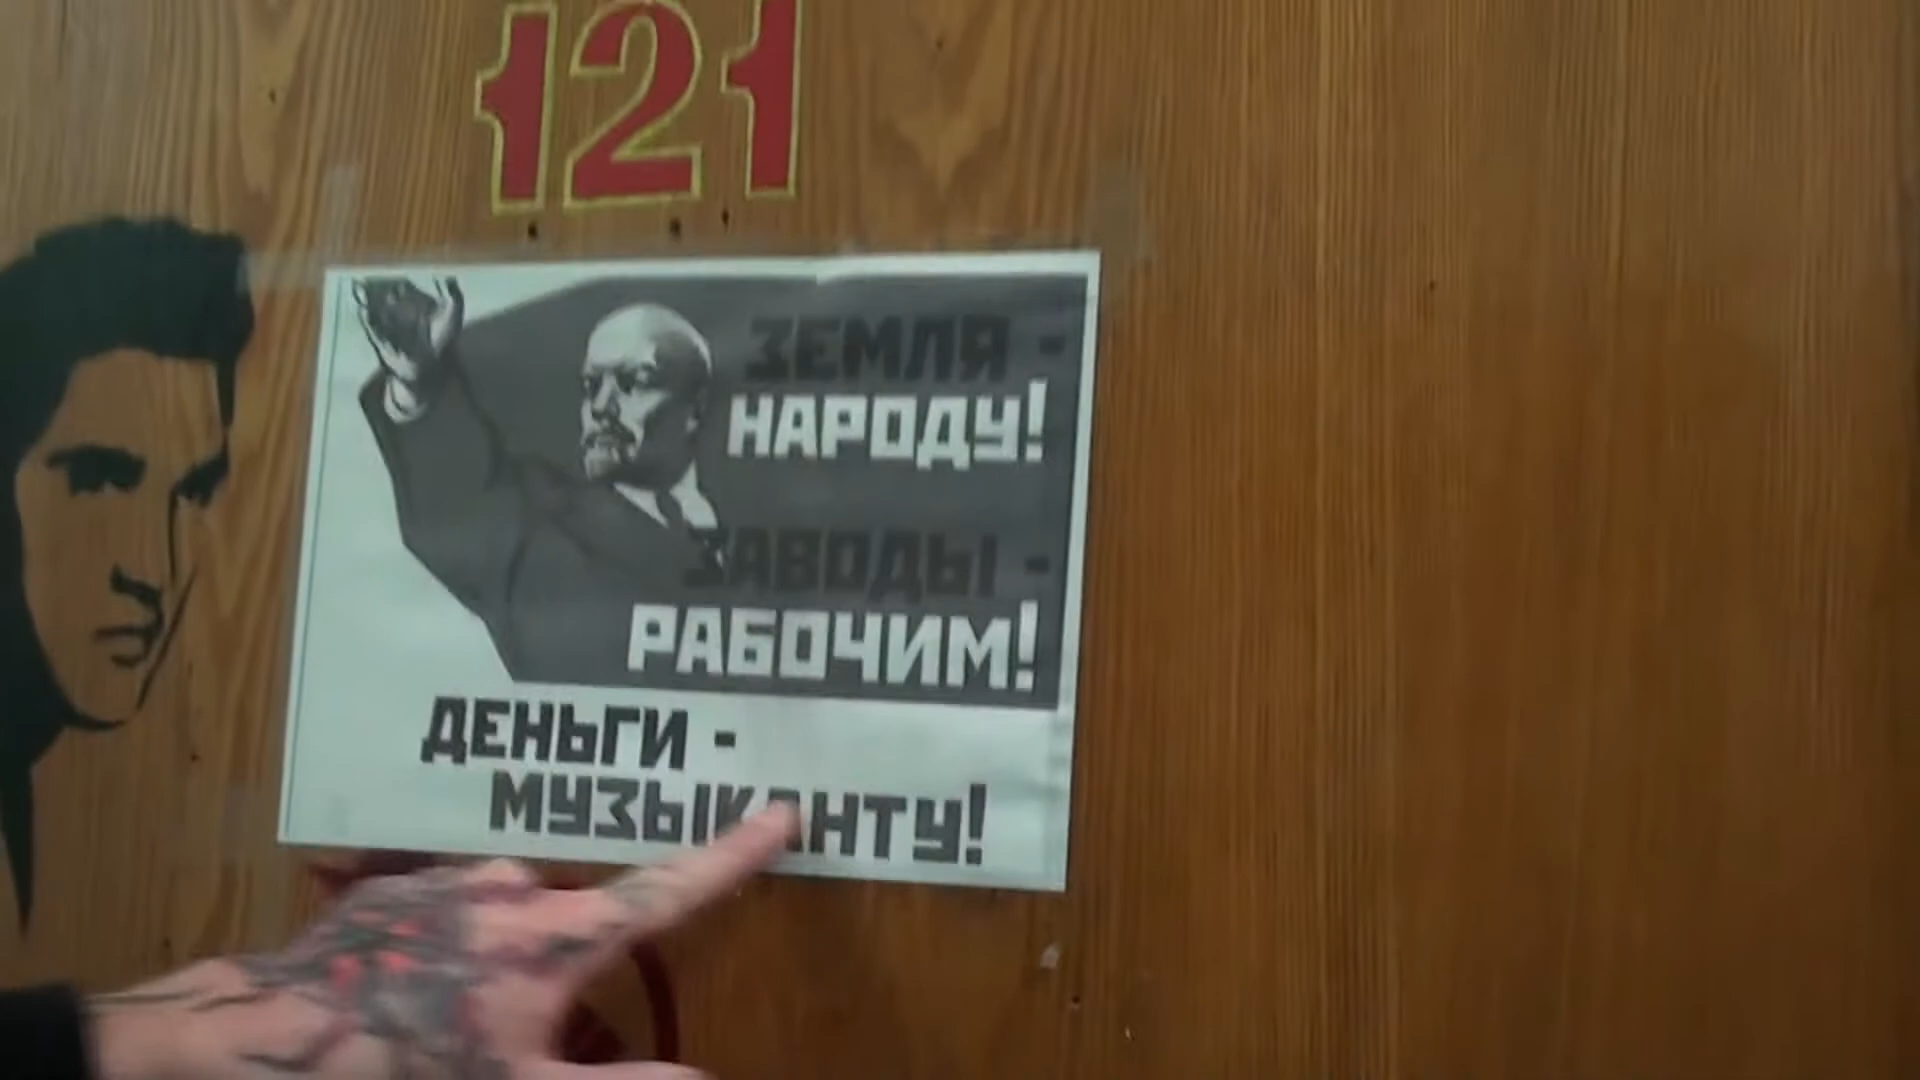 121
ЗЕМЛЯ -
НАРОДУ!
ЗАВОДЫ -
РАБОЧИМ!
ДЕНЬГИ -
МУЗЫКАНТУ!